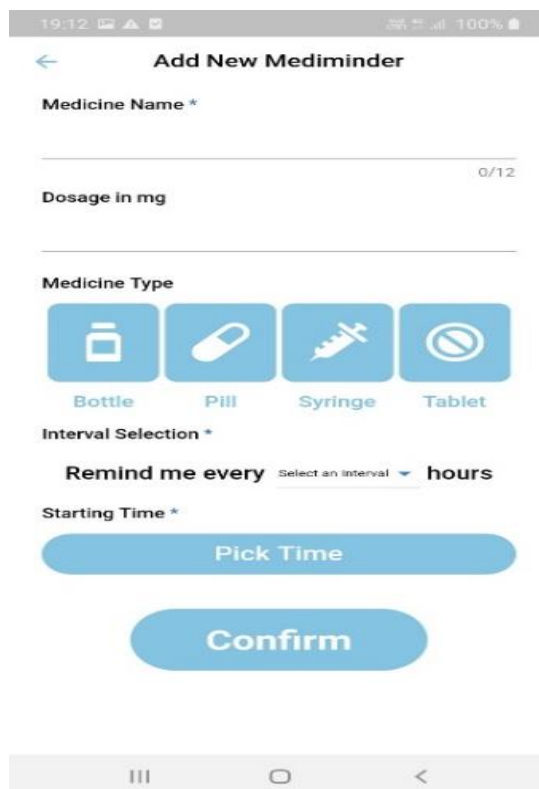 19:12 100%
Add New Mediminder
Medicine Name *
0/12
Dosage in mg
Medicine Type
Bottle Pill Syringe Tablet
Interval Selection *
Remind me every Select an Interval hours
Starting Time *
Pick Time
Confirm